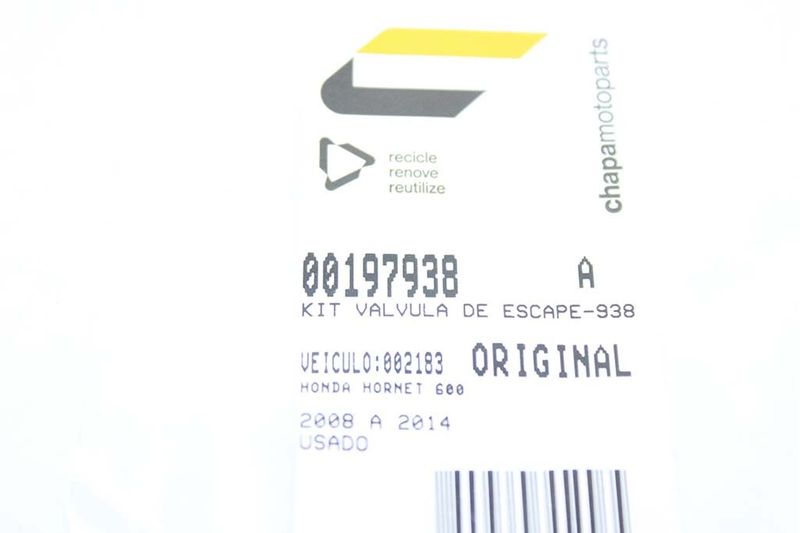 chapamotoparts
recicle
renove
reutilize
00197938 A
KIT VALVULA DE ESCAPE-938
VEICULO:002183 ORIGINAL
HONDA HORNET 600
2008 A 2014
USADO